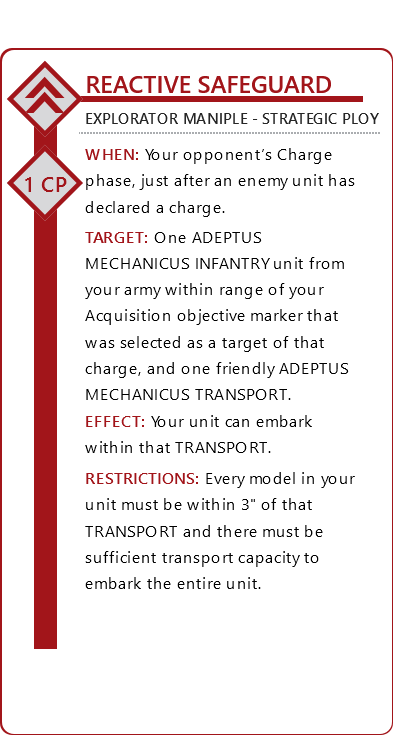 REACTIVE SAFEGUARD
EXPLORATOR MANIPLE - STRATEGIC PLOY
1 CP
WHEN: Your opponent’s Charge
phase, just after an enemy unit has
declared a charge.
TARGET: One ADEPTUS
MECHANICUS INFANTRY unit from
your army within range of your
Acquisition objective marker that
was selected as a target of that
charge, and one friendly ADEPTUS
MECHANICUS TRANSPORT.
EFFECT: Your unit can embark
within that TRANSPORT.
RESTRICTIONS: Every model in your
unit must be within 3" of that
TRANSPORT and there must be
sufficient transport capacity to
embark the entire unit.